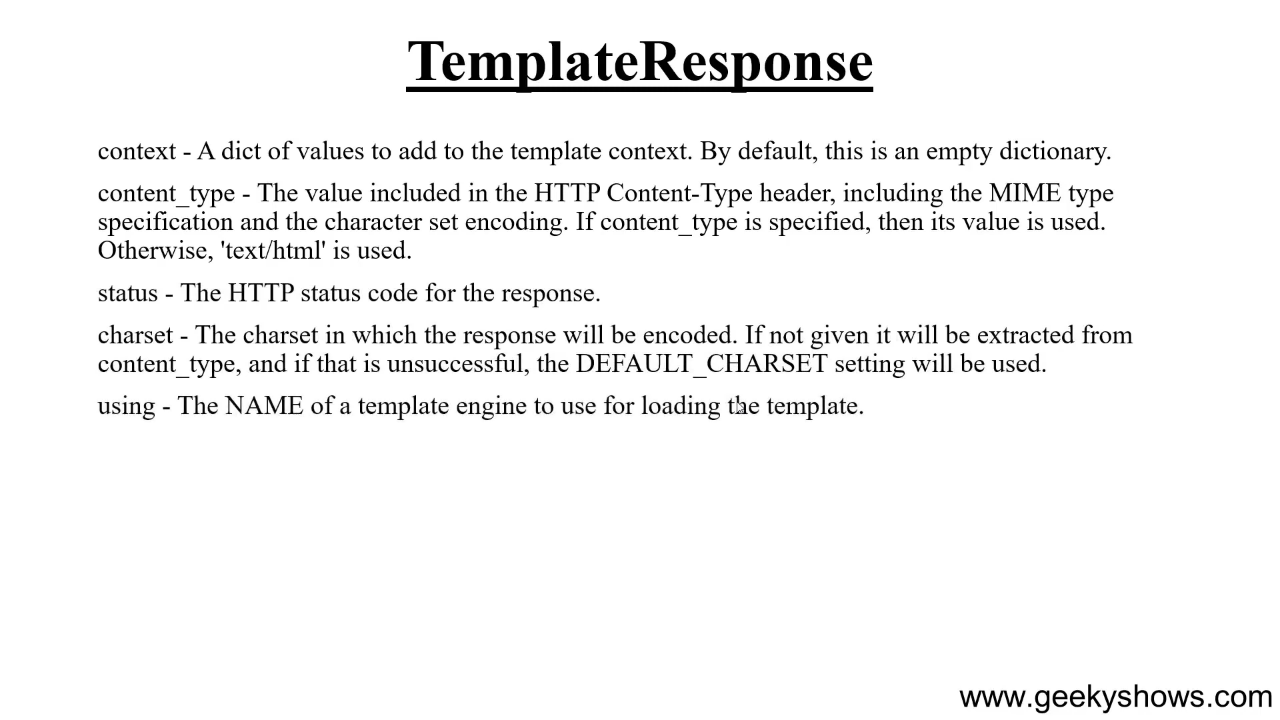 TemplateResponse
context - A dict of values to add to the template context. By default, this is an empty dictionary.
content_type - The value included in the HTTP Content-Type header, including the MIME type
specification and the character set encoding. If content_type is specified, then its value is used.
Otherwise, 'text/html' is used.
status - The HTTP status code for the response.
charset - The charset in which the response will be encoded. If not given it will be extracted from
content_type, and if that is unsuccessful, the DEFAULT_CHARSET setting will be used.
using - The NAME of a template engine to use for loading the template.
www.geekyshows.com